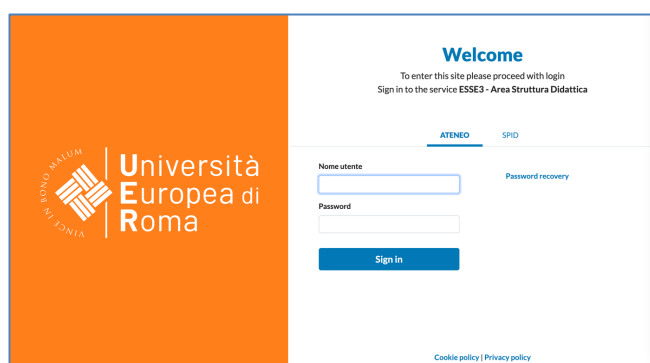 VINCE IN BONO MALUM
Università
Europea di
Roma
Welcome
To enter this site please proceed with login
Sign in to the service ESSE3 - Area Struttura Didattica
ATENEO SPID
Nome utente
Password recovery
Password
Sign in
Cookie policy | Privacy policy